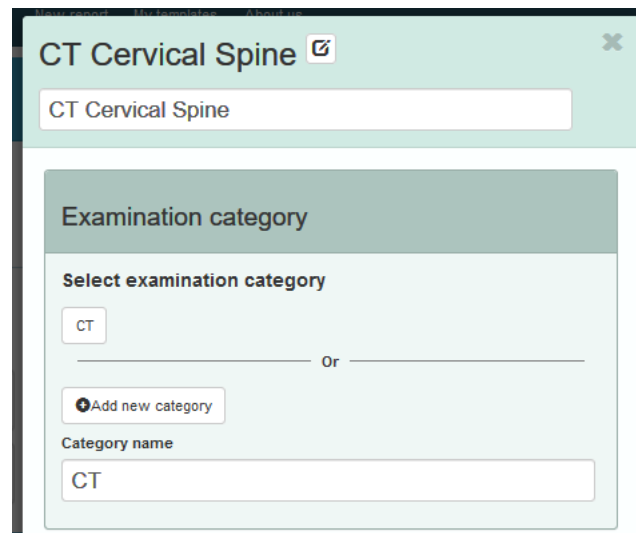 New report My templates About us
CT Cervical Spine
CT Cervical Spine
Examination category
Select examination category
CT
Or
Add new category
Category name
CT